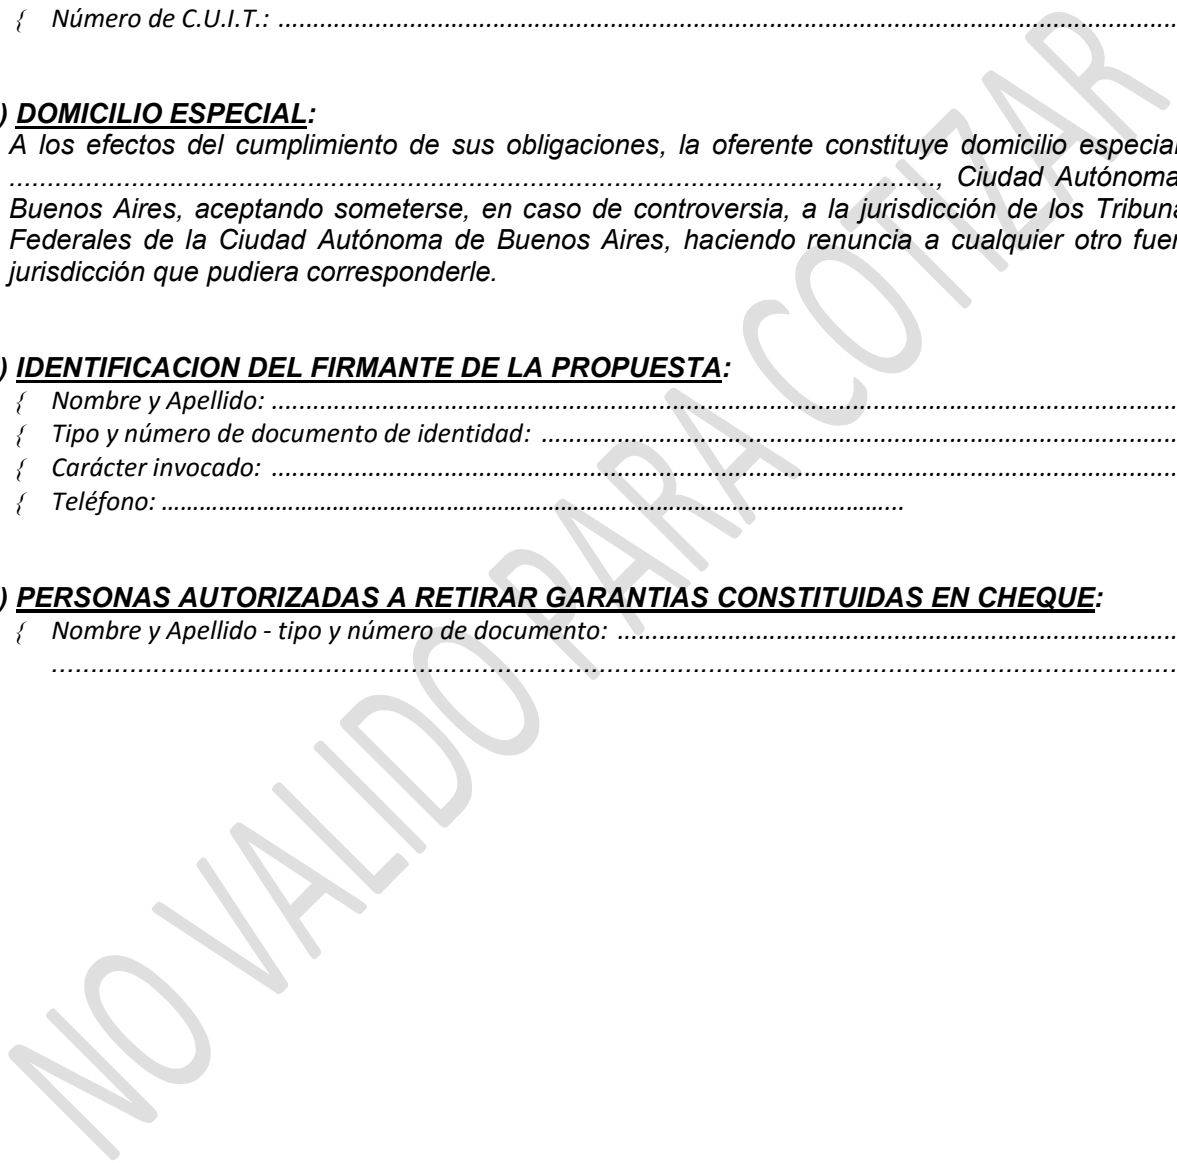 { Número de C.U.I.T.: ........................................................................................................................
) DOMICILIO ESPECIAL:
A los efectos del cumplimiento de sus obligaciones, la oferente constituye domicilio especial
........................................................................................................................, Ciudad Autónoma
Buenos Aires, aceptando someterse, en caso de controversia, a la jurisdicción de los
Federales de la Ciudad Autónoma de Buenos Aires, haciendo renuncia a cualquier otro
jurisdicción que pudiera corresponderle.
) IDENTIFICACION DEL FIRMANTE DE LA PROPUESTA:
{ Nombre y Apellido: ........................................................................................................................
{ Tipo y número de documento de identidad: ........................................................................................
{ Carácter invocado: ........................................................................................................................
{ Teléfono: ................................................................................................................
) PERSONAS AUTORIZADAS A RETIRAR GARANTIAS CONSTITUIDAS EN CHEQUE:
{ Nombre y Apellido - tipo y número de documento: ................................................................................
........................................................................................................................
NO VALIDO PARA COTIZAR